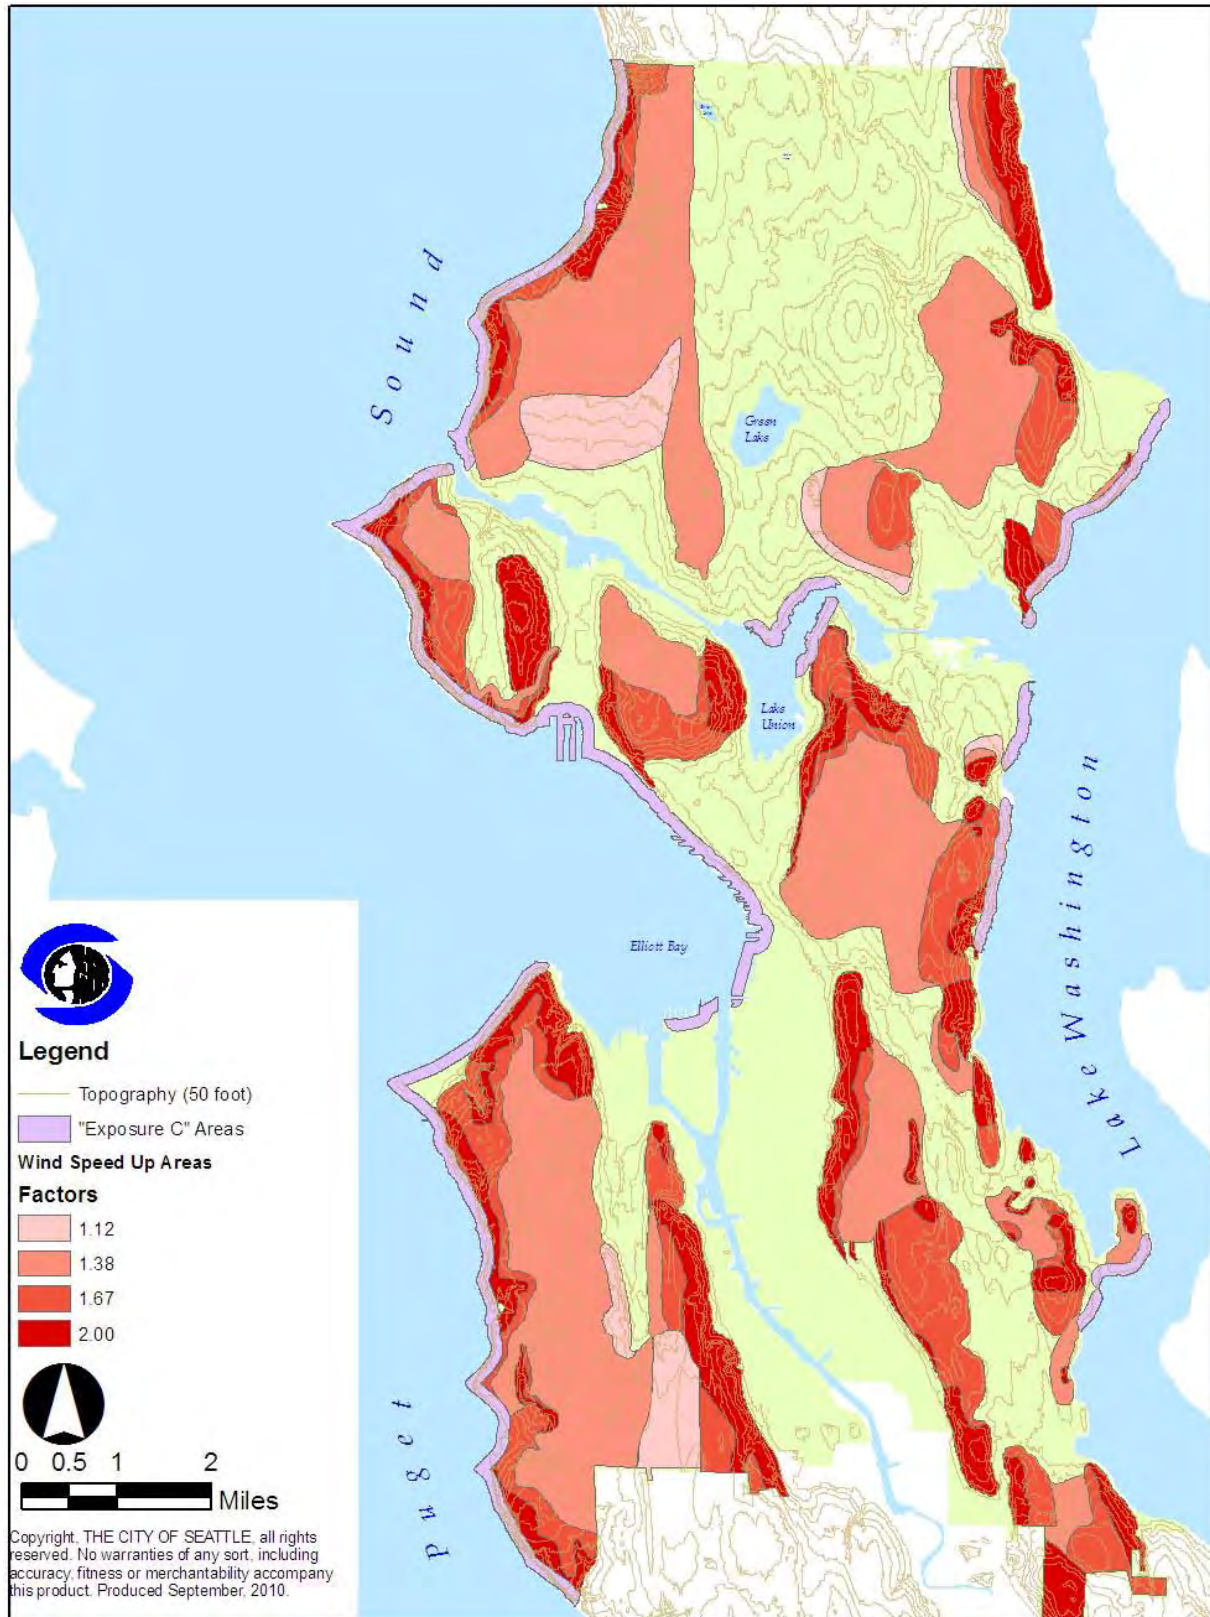 Sound
Green
Lake
Lake
Union
Lake Washington
Elliott Bay
Legend
Topography (50 foot)
"Exposure C" Areas
Wind Speed Up Areas
Factors
1.12
1.38
1.67
2.00
Puget
0 0.5 1 2
Miles
Copyright, THE CITY OF SEATTLE, all rights
reserved. No warranties of any sort, including
accuracy, fitness or merchantability accompany
this product. Produced September, 2010.